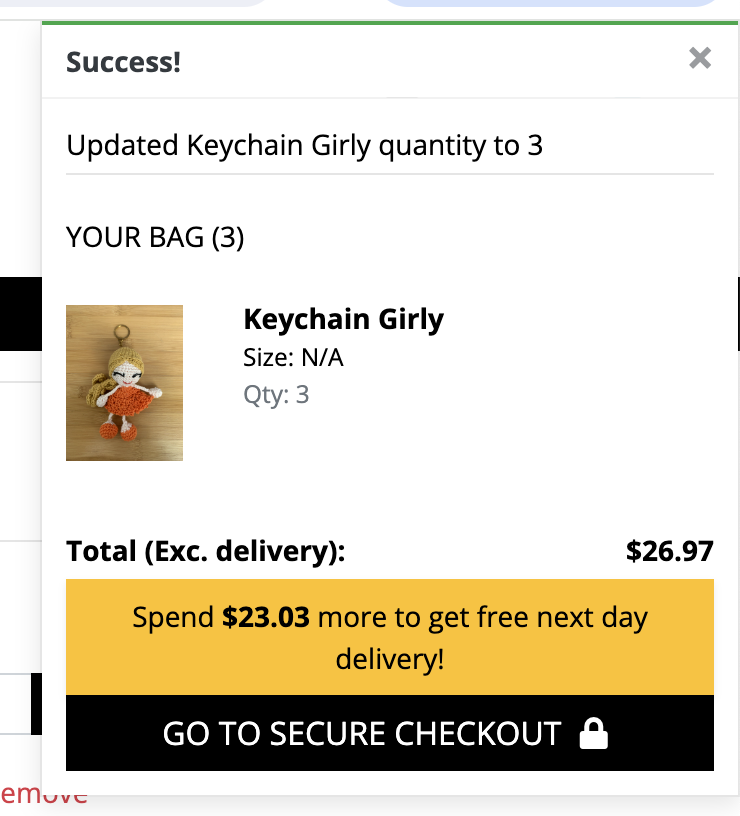 Success!
Updated Keychain Girly quantity to 3
YOUR BAG (3)
Keychain Girly
Size: N/A
Qty: 3
Total (Exc. delivery): $26.97
Spend $23.03 more to get free next day
delivery!
GO TO SECURE CHECKOUT
emove